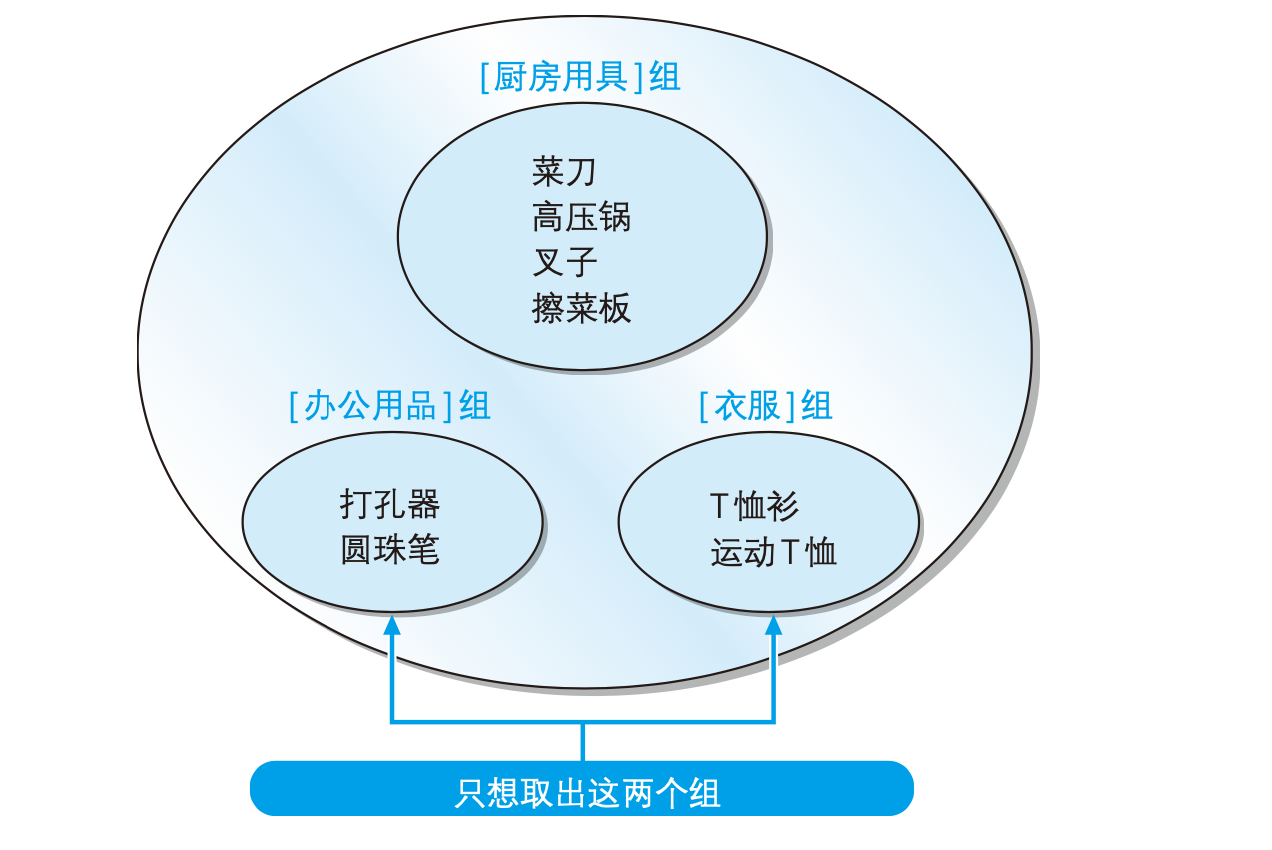 [厨房用具]组
菜刀
高压锅
叉子
擦菜板
[办公用品]组
打孔器
圆珠笔
[衣服]组
T恤衫
运动T恤
只想取出这两个组